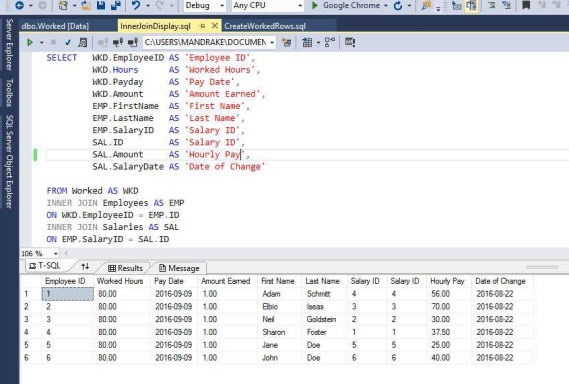 Debug Any CPU Google Chrome
dbo.Worked [Data] InnerJoinDisplay.sql CreateWorkedRows.sql
C:\USERS\MANDRAKE\DOCUMEN
SELECT WKD.EmployeeID AS 'Employee ID',
WKD.Hours AS 'Worked Hours',
WKD.Payday AS 'Pay Date',
WKD.Amount AS 'Amount Earned',
EMP.FirstName AS 'First Name',
EMP.LastName AS 'Last Name',
EMP.SalaryID AS 'Salary ID',
SAL.ID AS 'Salary ID',
SAL.Amount AS 'Hourly Pay',
SAL.SalaryDate AS 'Date of Change'
FROM Worked AS WKD
INNER JOIN Employees AS EMP
ON WKD.EmployeeID = EMP.ID
INNER JOIN Salaries AS SAL
ON EMP.SalaryID = SAL.ID
106 %
T-SQL Results Message
Employee ID Worked Hours Pay Date Amount Earned First Name Last Name Salary ID Salary ID Hourly Pay Date of Change
1 1 80.00 2016-09-09 1.00 Adam Schmitt 4 4 56.00 2016-08-22
2 2 80.00 2016-09-09 1.00 Elbio Iseas 3 3 70.00 2016-08-22
3 3 80.00 2016-09-09 1.00 Neil Goldstein 2 2 30.00 2016-08-22
4 4 80.00 2016-09-09 1.00 Sharon Foster 1 1 37.50 2016-08-22
5 5 80.00 2016-09-09 1.00 Jane Doe 5 5 25.00 2016-08-22
6 6 80.00 2016-09-09 1.00 John Doe 6 6 40.00 2016-08-22
Server Explorer
Toolbox
SQL Server Object Explorer